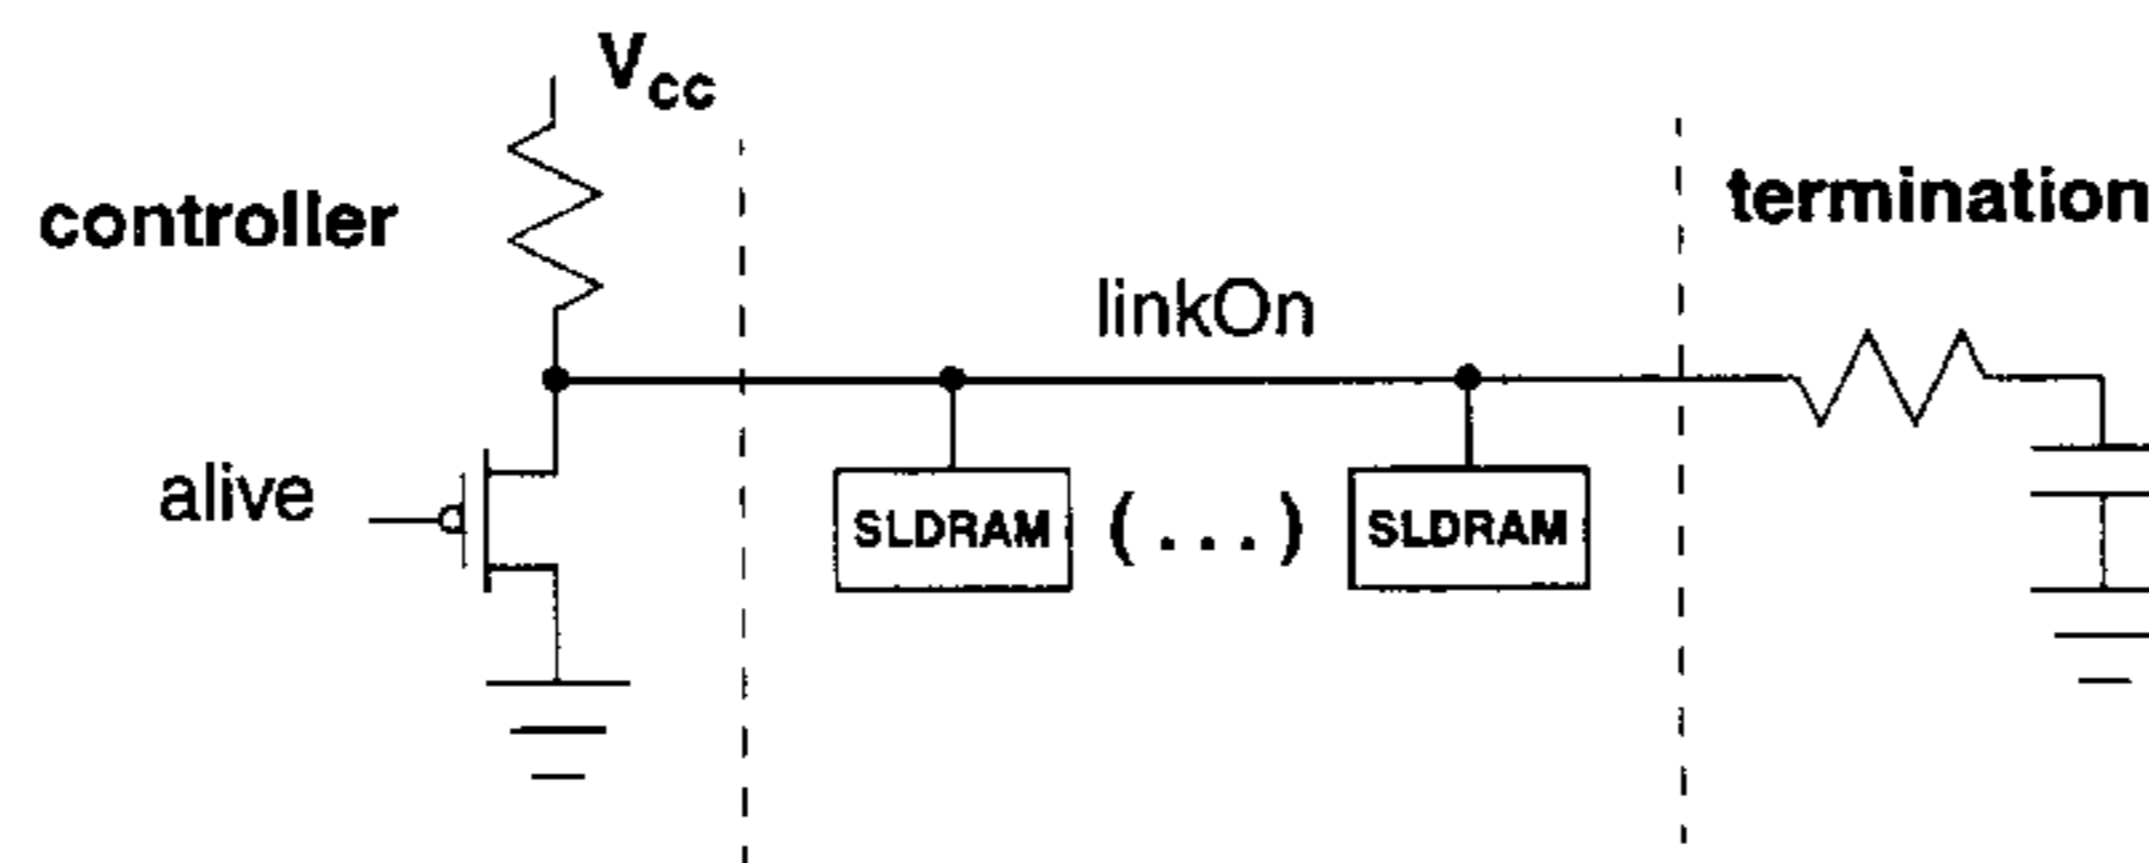 Vcc
controller
termination
linkOn
alive
SLDRAM (...) SLDRAM